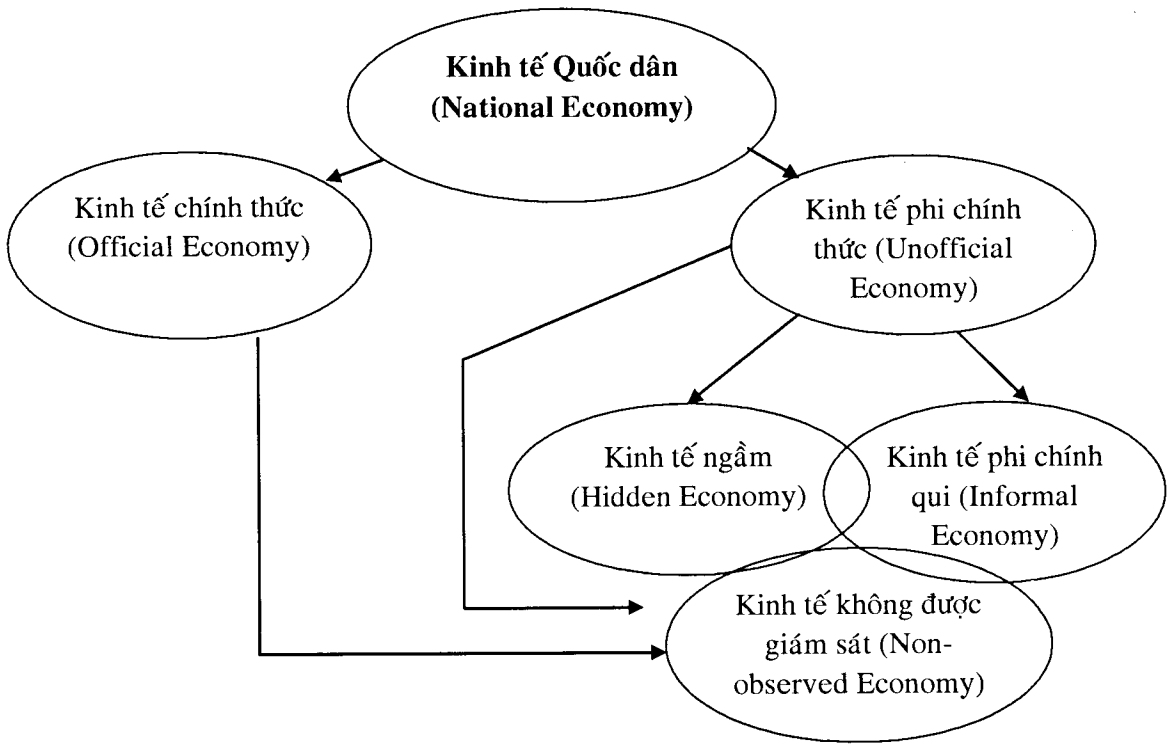 Kinh tế Quốc dân
(National Economy)
Kinh tế chính thức
(Official Economy)
Kinh tế phi chính
thức (Unofficial
Economy)
Kinh tế ngầm
(Hidden Economy)
Kinh tế phi chính
qui (Informal
Economy)
Kinh tế không được
giám sát (Non-
observed Economy)